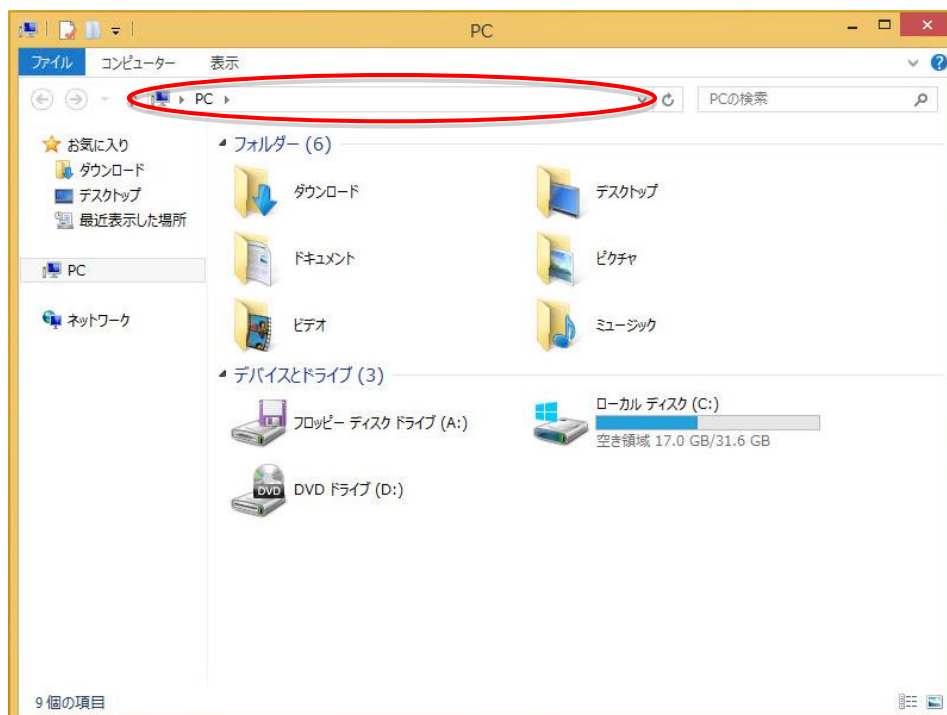 PC
ファイル コンピューター 表示
PC
PCの検索
お気に入り
ダウンロード
デスクトップ
最近表示した場所
PC
ネットワーク
フォルダー (6)
ダウンロード
デスクトップ
ドキュメント
ピクチャ
ビデオ
ミュージック
デバイスとドライブ (3)
フロッピー ディスク ドライブ (A:)
ローカル ディスク (C:)
空き領域 17.0 GB/31.6 GB
DVD
DVD ドライブ (D:)
9 個の項目